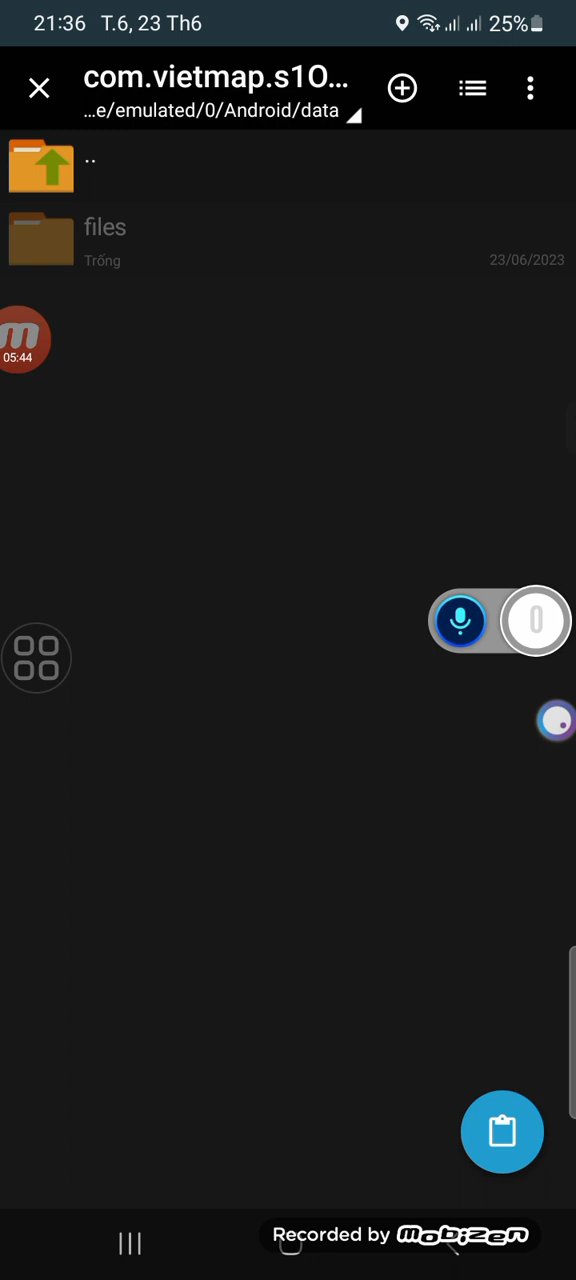 21:36 T.6, 23 Th6 25%
com.vietmap.s1O...
...e/emulated/0/Android/data
..
files
Trống 23/06/2023
m
05:44
0
Recorded by mobizen